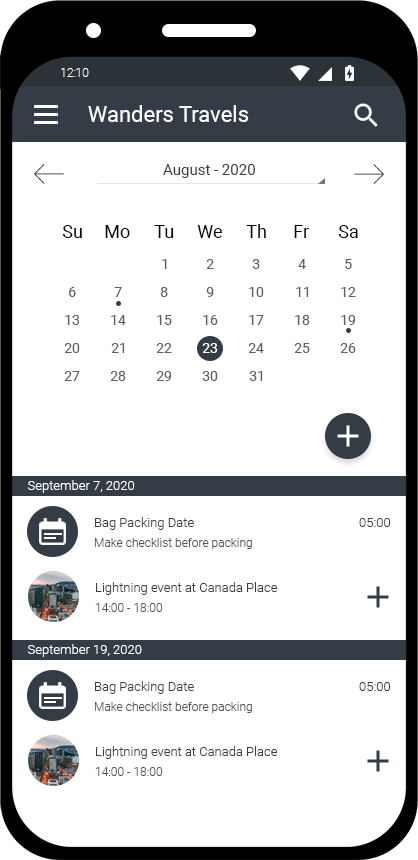 12:10
Wanders Travels
August - 2020
Su Mo Tu We Th Fr Sa
1 2 3 4 5
6 7 8 9 10 11 12
13 14 15 16 17 18 19
20 21 22 23 24 25 26
27 28 29 30 31
September 7, 2020
Bag Packing Date 05:00
Make checklist before packing
Lightning event at Canada Place
14:00 - 18:00
September 19, 2020
Bag Packing Date 05:00
Make checklist before packing
Lightning event at Canada Place
14:00 - 18:00